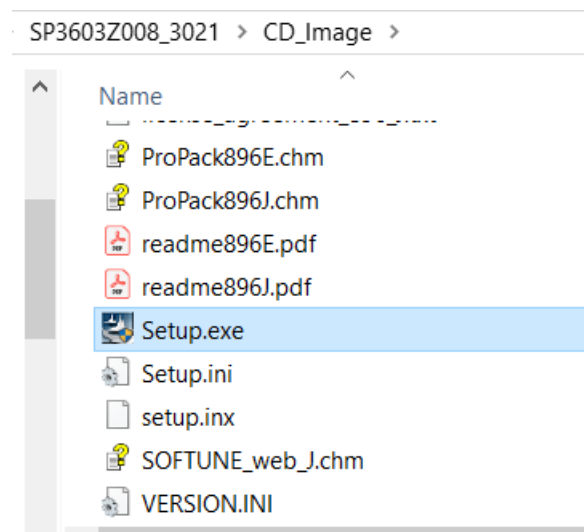 SP3603Z008_3021 > CD_Image >
Name
ProPack896E.chm
ProPack896J.chm
readme896E.pdf
readme896J.pdf
Setup.exe
Setup.ini
setup.inx
SOFTUNE_web_J.chm
VERSION.INI